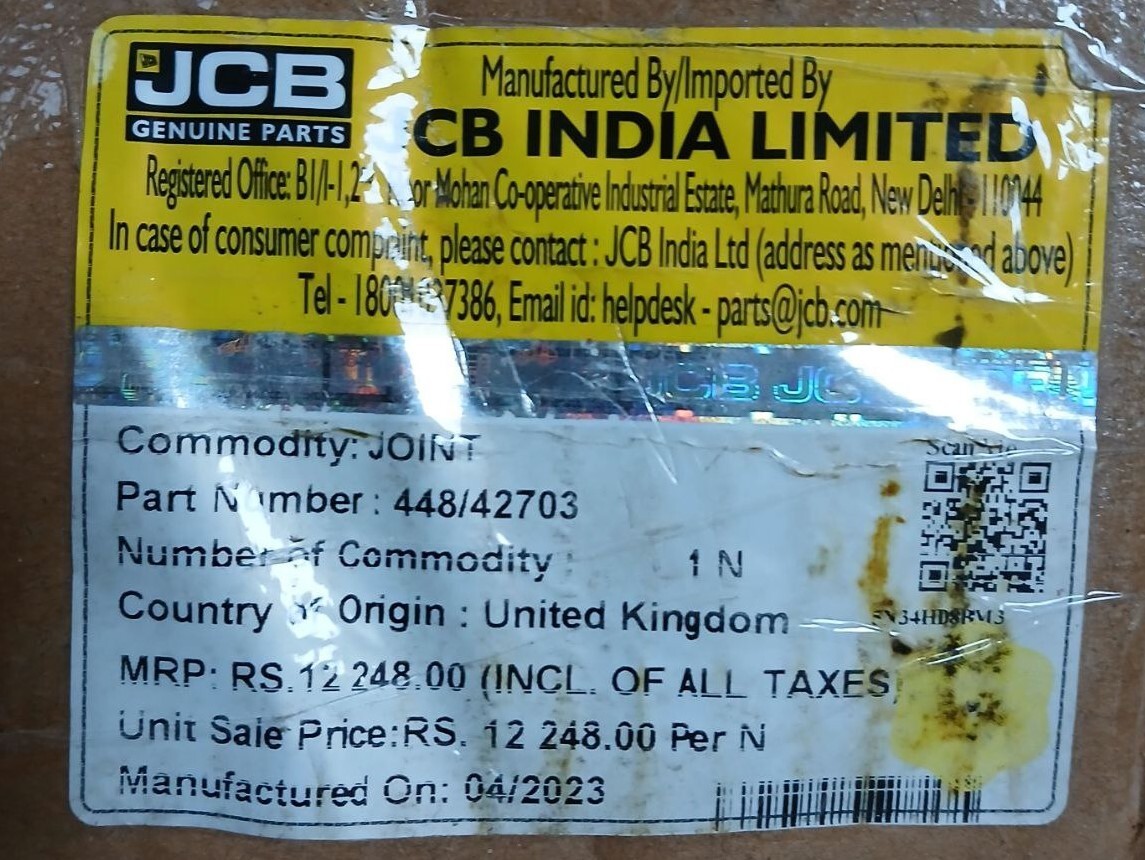 JCB
GENUINE PARTS
Manufactured By/Imported By
JCB INDIA LIMITED
Registered Office: B1/I-1, Mohan Co-operative Industrial Estate, Mathura Road, New Delhi 110044
In case of consumer complaint, please contact : JCB India Ltd (address as mentioned above)
Tel - Email id: helpdesk - parts@jcb.com
JCB
Commodity: JOINT
Part Number : 448/42703
Number of Commodity : 1 N
Country of Origin : United Kingdom
MRP: RS.12 248.00 (INCL. OF ALL TAXES)
Unit Sale Price:RS. 12 248.00 Per N
Manufactured On: 04/2023
Scan